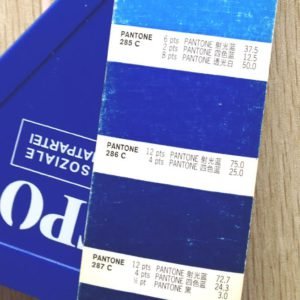 PANTONE 6 pts PANTONE 射光蓝 37.5
285 C 2 pts PANTONE 四色蓝 12.5
8 pts PANTONE 透光白 50.0
PANTONE 12 pts PANTONE 射光蓝 75.0
286 C 4 pts PANTONE 四色蓝 25.0
PANTONE 12 pts PANTONE 射光蓝 72.7
287 C 4 pts PANTONE 四色蓝 24.3
½ pt PANTONE 黑 3.0
SOZIALE
ATPARTEI